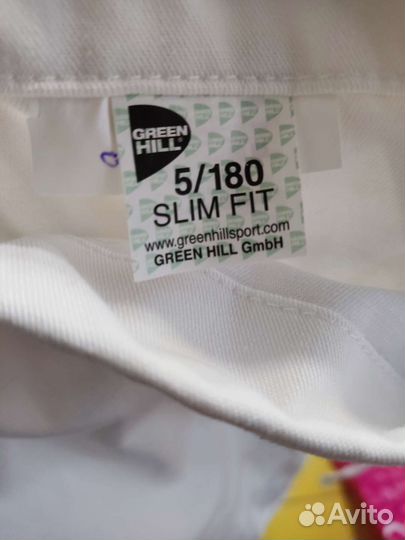 GREEN
HILL®
5/180
SLIM FIT
www.greenhillsport.com
GREEN HILL GmbH
Avito